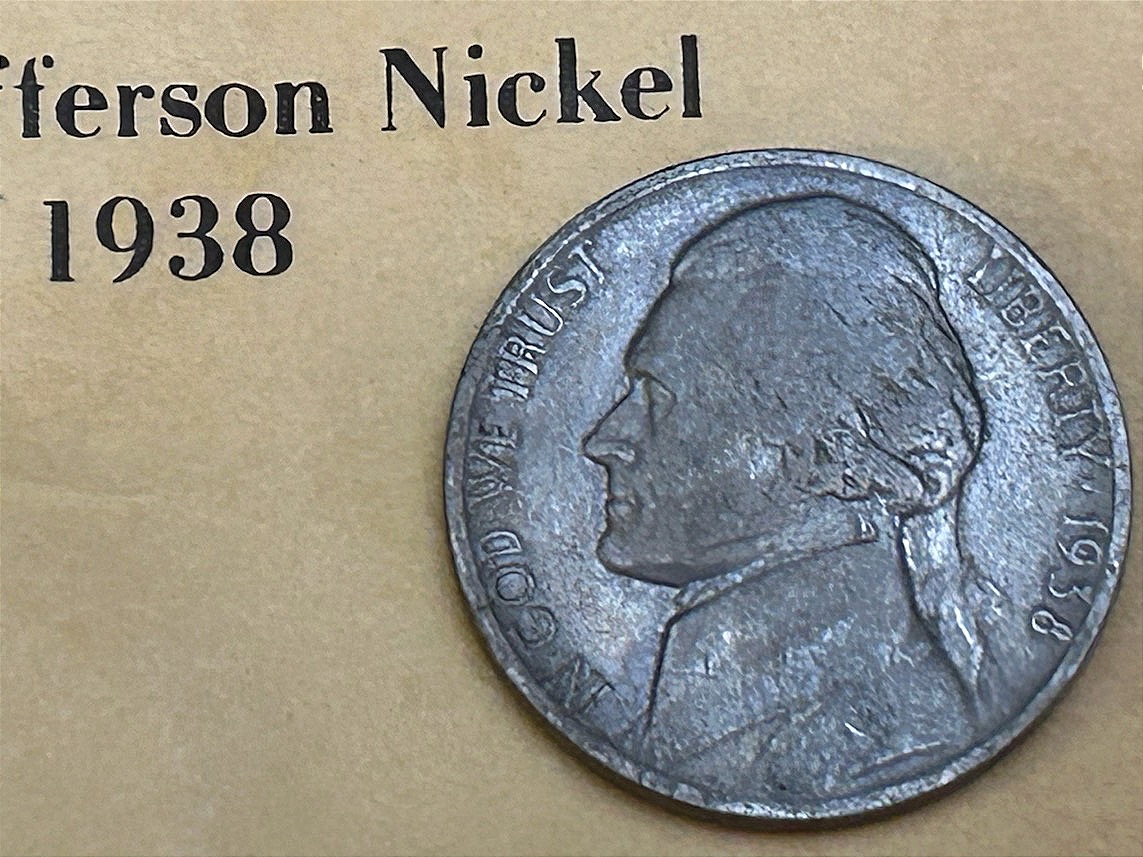 fferson Nickel
1938
IN GOD WE TRUST
LIBERTY 1938